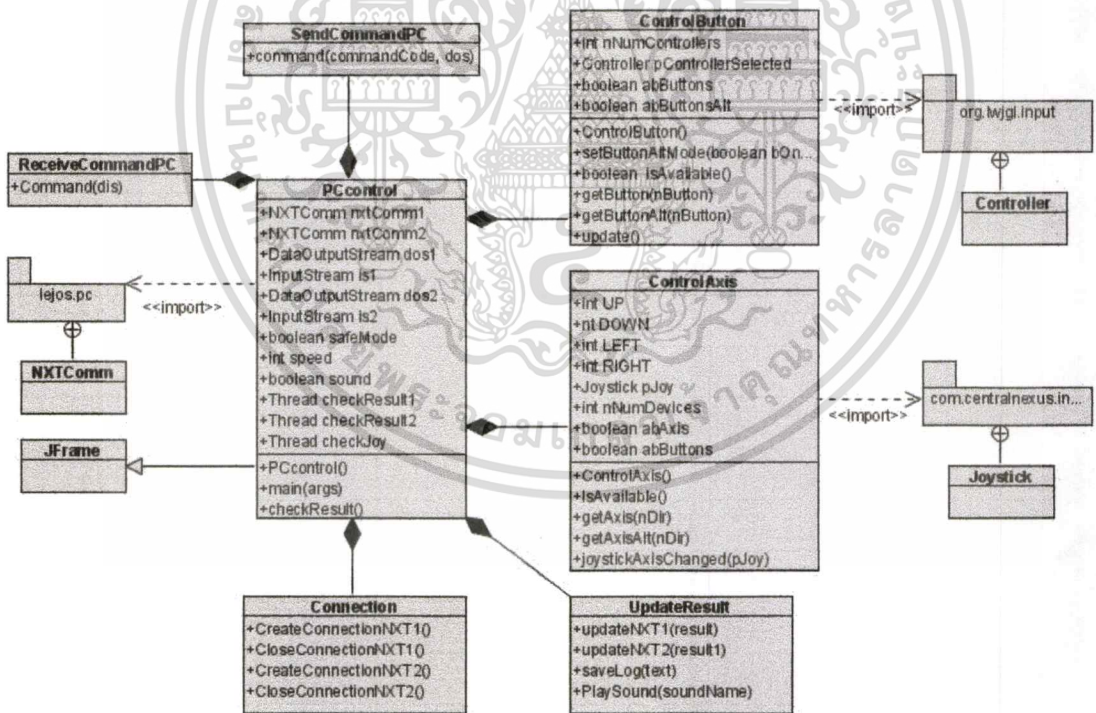 SendCommandPC
+command(commandCode, dos)
ReceiveCommandPC
+Command(dis)
PCcontrol
+NXTComm nxtComm1
+NXTComm nxtComm2
+DataOutputStream dos1
+InputStream is1
+DataOutputStream dos2
+InputStream is2
+boolean safeMode
+int speed
+boolean sound
+Thread checkResult1
+Thread checkResult2
+Thread checkJoy
+PCcontrol()
+main(args)
+checkResult()
lejos.pc
<<import>>
NXTComm
JFrame
ControlButton
+int nNumControllers
+Controller pControllerSelected
+boolean abButtons
+boolean abButtonsAlt
+ControlButton()
+setButtonAltMode(boolean bOn...
+boolean IsAvailable()
+getButton(nButton)
+getButtonAlt(nButton)
+update()
<<import>>
org.lwjgl.input
Controller
ControlAxis
+int UP
+nt DOWN
+int LEFT
+int RIGHT
+Joystick pJoy
+int nNumDevices
+boolean abAxis
+boolean abButtons
+ControlAxis()
+IsAvailable()
+getAxis(nDir)
+getAxisAlt(nDir)
+joystickAxisChanged(pJoy)
<<import>>
com.centralnexus.in...
Joystick
Connection
+CreateConnectionNXT1()
+CloseConnectionNXT1()
+CreateConnectionNXT2()
+CloseConnectionNXT2()
UpdateResult
+updateNXT1(result)
+updateNXT2(result1)
+saveLog(text)
+PlaySound(soundName)